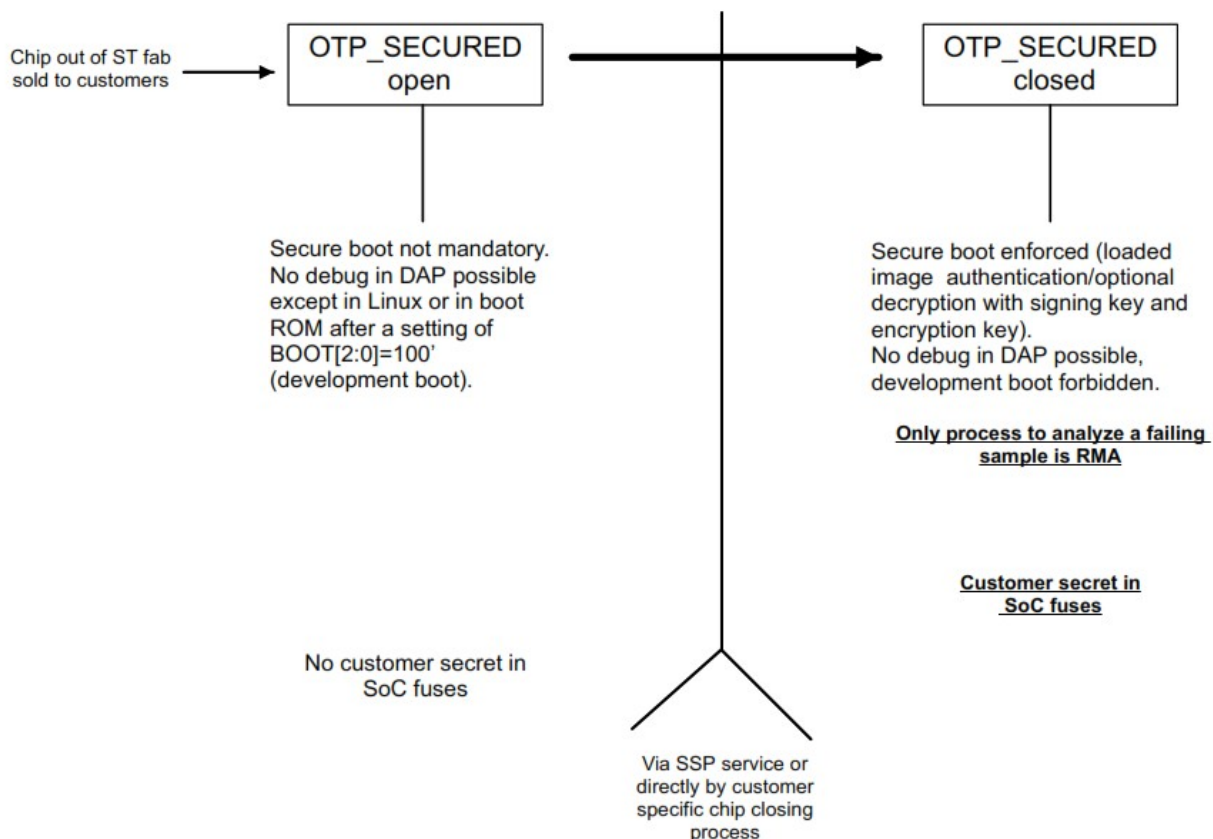 Chip out of ST fab
sold to customers
OTP_SECURED
open
OTP_SECURED
closed
Secure boot not mandatory.
No debug in DAP possible
except in Linux or in boot
ROM after a setting of
BOOT[2:0]=100’
(development boot).
Secure boot enforced (loaded
image authentication/optional
decryption with signing key and
encryption key).
No debug in DAP possible,
development boot forbidden.
Only process to analyze a failing
sample is RMA
Customer secret in
SoC fuses
No customer secret in
SoC fuses
Via SSP service or
directly by customer
specific chip closing
process